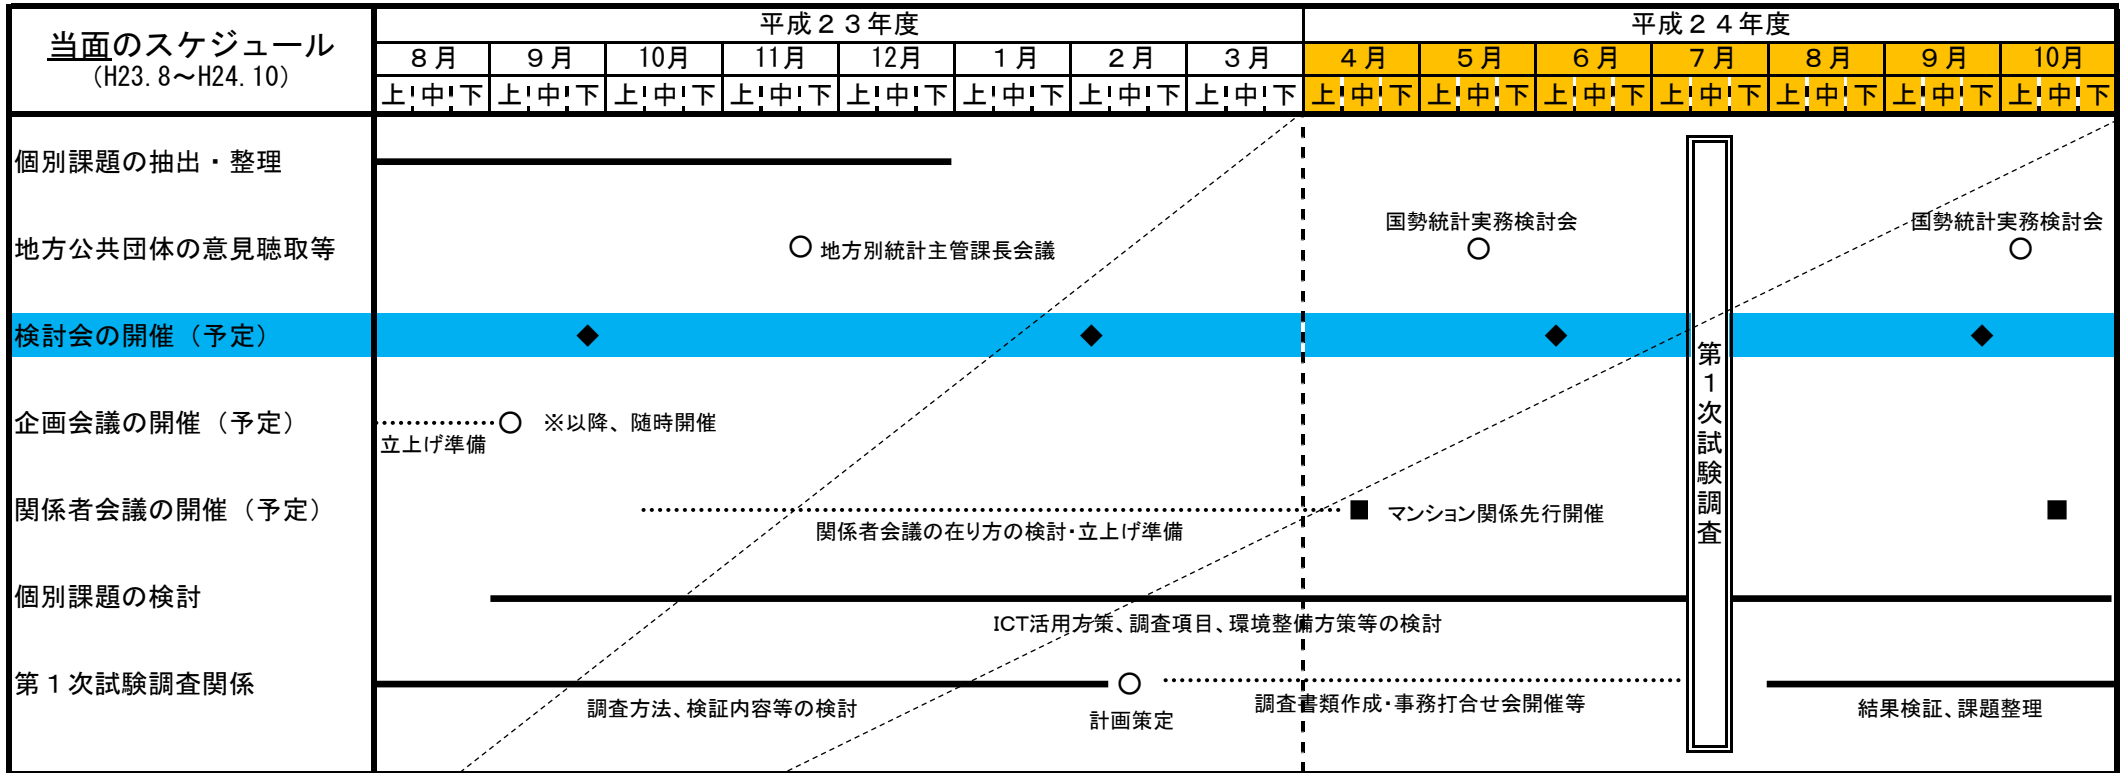 当面のスケジュール
（H23.8～H24.10）
平成２３年度
平成２４年度
８月 ９月 10月 11月 12月 １月 ２月 ３月 ４月 ５月 ６月 ７月 ８月 ９月 10月
上 中 下 上 中 下 上 中 下 上 中 下 上 中 下 上 中 下 上 中 下 上 中 下 上 中 下 上 中 下 上 中 下 上 中 下 上 中 下 上 中 下 上 中 下
個別課題の抽出・整理
国勢統計実務検討会
国勢統計実務検討会
地方公共団体の意見聴取等
地方別統計主管課長会議
検討会の開催（予定）
第１次試験調査
企画会議の開催（予定）
※以降、随時開催
立上げ準備
関係者会議の開催（予定）
マンション関係先行開催
関係者会議の在り方の検討・立上げ準備
個別課題の検討
ICT活用方策、調査項目、環境整備方策等の検討
第１次試験調査関係
調査方法、検証内容等の検討
計画策定
調査書類作成・事務打合せ会開催等
結果検証、課題整理